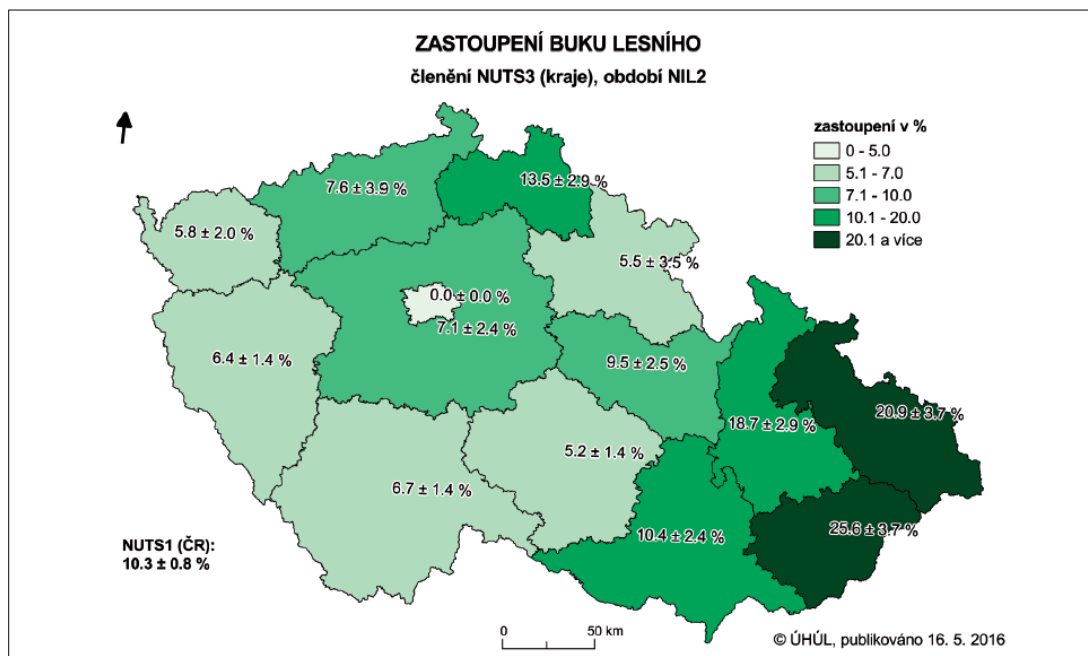 ZASTOUPENÍ BUKU LESNÍHO
členění NUTS3 (kraje), období NIL2
zastoupení v %
0 - 5.0
5.1 - 7.0
7.1 - 10.0
10.1 - 20.0
20.1 a více
13.5 ± 2.9 %
7.6 ± 3.9 %
5.8 ± 2.0 %
5.5 ± 3.5 %
0.0 ± 0.0 %
7.1 ± 2.4 %
6.4 ± 1.4 %
9.5 ± 2.5 %
20.9 ± 3.7 %
18.7 ± 2.9 %
5.2 ± 1.4 %
6.7 ± 1.4 %
25.6 ± 3.7 %
10.4 ± 2.4 %
NUTS1 (ČR):
10.3 ± 0.8 %
0 50 km
© ÚHÚL, publikováno 16. 5. 2016